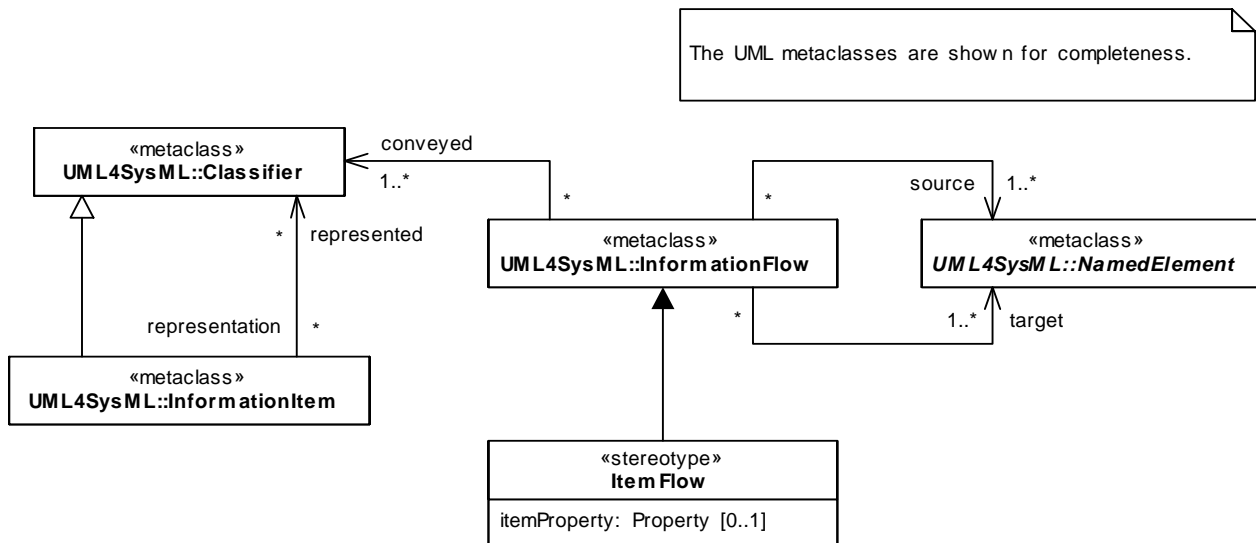 The UML metaclasses are shown for completeness.
«metaclass»
UML4SysML::Classifier
conveyed
1..*
*
*
source
1..*
* represented
«metaclass»
UML4SysML::InformationFlow
«metaclass»
UML4SysML::NamedElement
representation
*
*
1..*
target
«metaclass»
UML4SysML::InformationItem
«stereotype»
ItemFlow
itemProperty: Property [0..1]